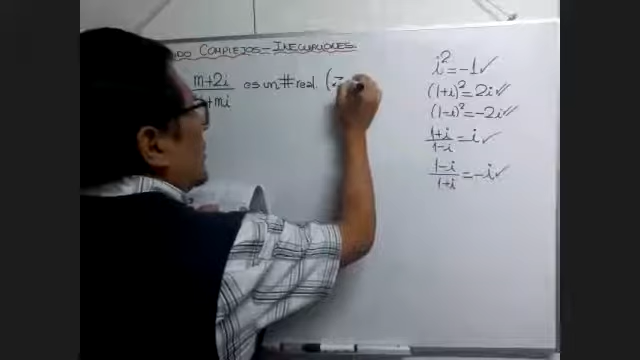 COMPLEJOS - INECUACIONES
m+2i es un # real. (
+mi
i² = -1 ✓
(1+i)² = 2i ✓✓
(1-i)² = -2i ✓✓
1+i/1-i = i ✓
1-i/1+i = -i ✓